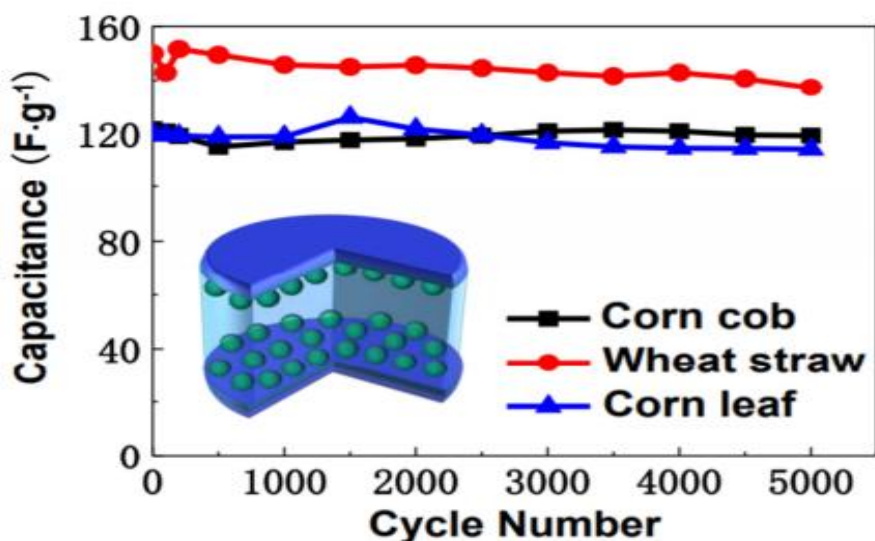 160
120
80
40
0
Capacitance (F·g⁻¹)
Corn cob
Wheat straw
Corn leaf
0 1000 2000 3000 4000 5000
Cycle Number